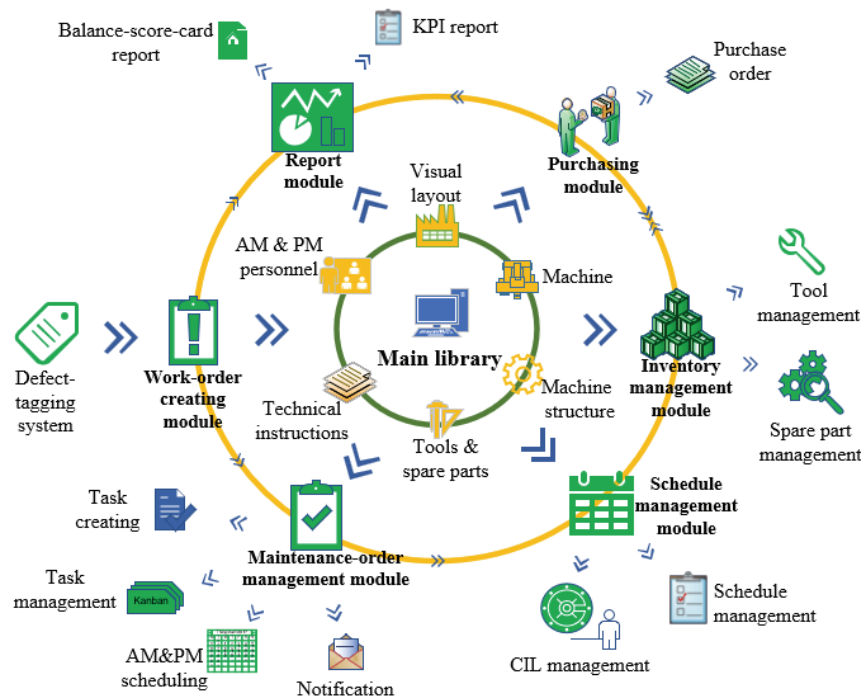 Balance-score-card
report
KPI report
Purchase
order
Report
module
Purchasing
module
Visual
layout
AM & PM
personnel
Machine
Tool
management
Main library
Defect-
tagging
system
Work-order
creating
module
Technical
instructions
Tools &
spare parts
Machine
structure
Inventory
management
module
Spare part
management
Schedule
management
module
Task
creating
Maintenance-order
management module
Task
management
Kanban
AM&PM
scheduling
Notification
CIL management
Schedule
management